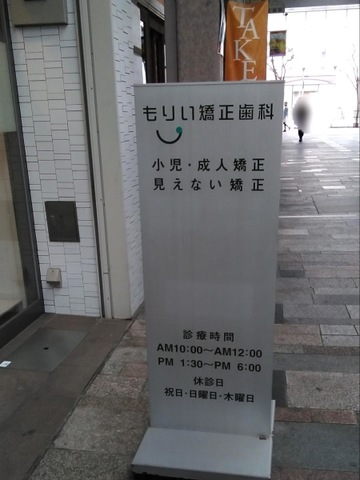 TAKE
もりい矯正歯科
小児・成人矯正
見えない矯正
診療時間
AM10:00〜AM12:00
PM 1:30〜PM 6:00
休診日
祝日・日曜日・木曜日